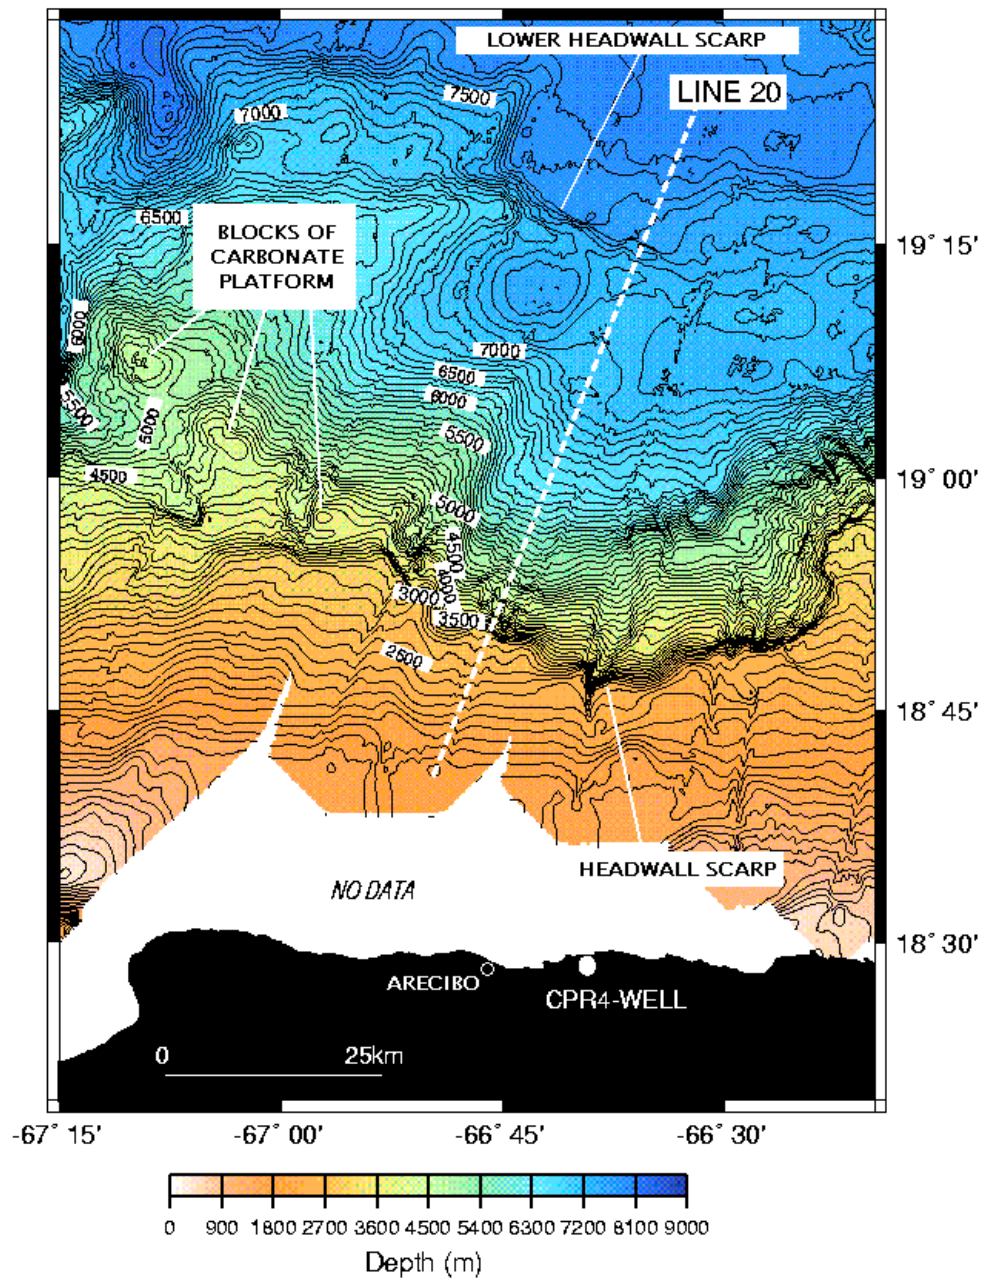 LOWER HEADWALL SCARP
LINE 20
7500
7000
6500
BLOCKS OF
CARBONATE
PLATFORM
19° 15'
6000
7000
6500
6000
5500
5500
5000
4500
19° 00'
5000
4500
4000
3000
3500
2500
18° 45'
HEADWALL SCARP
NO DATA
18° 30'
ARECIBO
CPR4-WELL
0 25km
-67° 15' -67° 00' -66° 45' -66° 30'
0 900 1800 2700 3600 4500 5400 6300 7200 8100 9000
Depth (m)